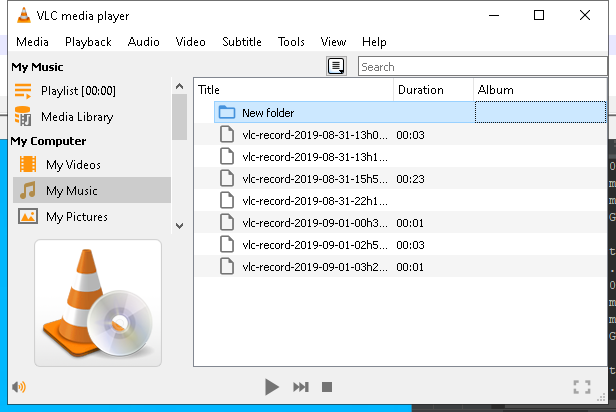 VLC media player
Media Playback Audio Video Subtitle Tools View Help
My Music
Search
Playlist [00:00]
Media Library
My Computer
My Videos
My Music
My Pictures
Title Duration Album
New folder
vlc-record-2019-08-31-13h0... 00:03
vlc-record-2019-08-31-13h1...
vlc-record-2019-08-31-15h5... 00:23
vlc-record-2019-08-31-22h1...
vlc-record-2019-09-01-00h3... 00:01
vlc-record-2019-09-01-02h5... 00:03
vlc-record-2019-09-01-03h2... 00:01